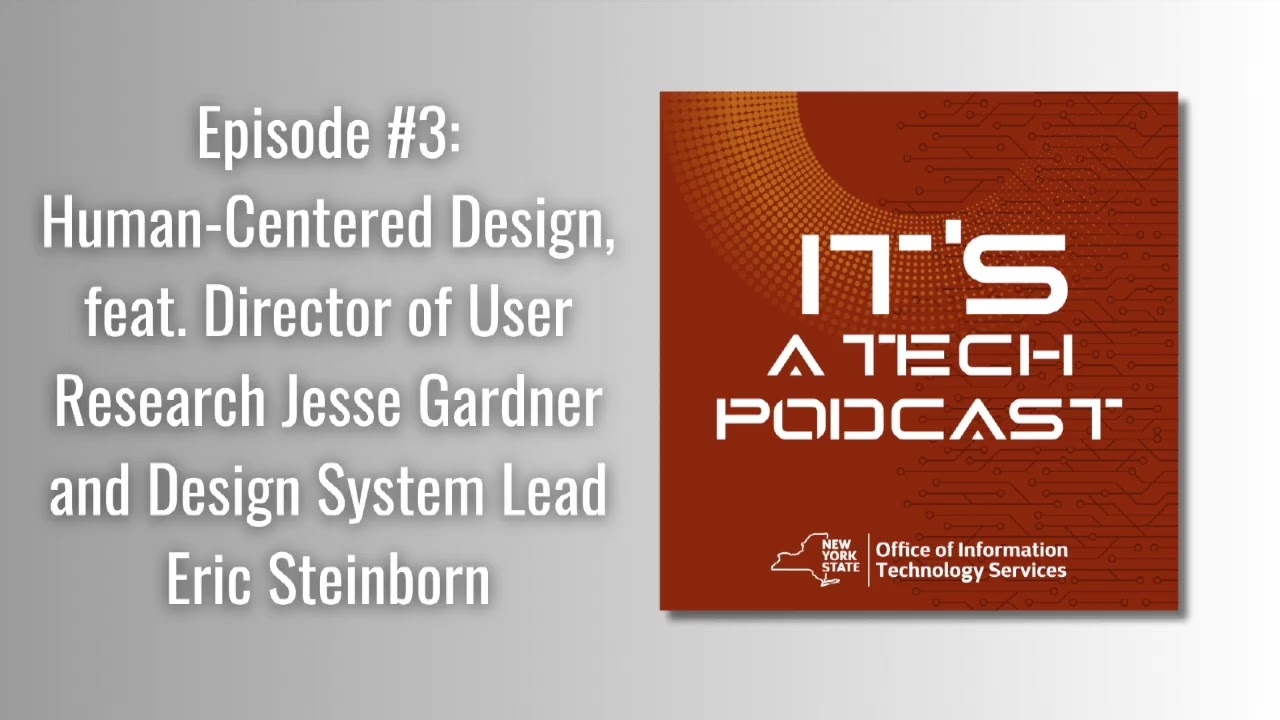 Episode #3:
Human-Centered Design,
feat. Director of User
Research Jesse Gardner
and Design System Lead
Eric Steinborn
IT'S
A TECH
PODCAST
NEW
YORK
STATE
Office of Information
Technology Services